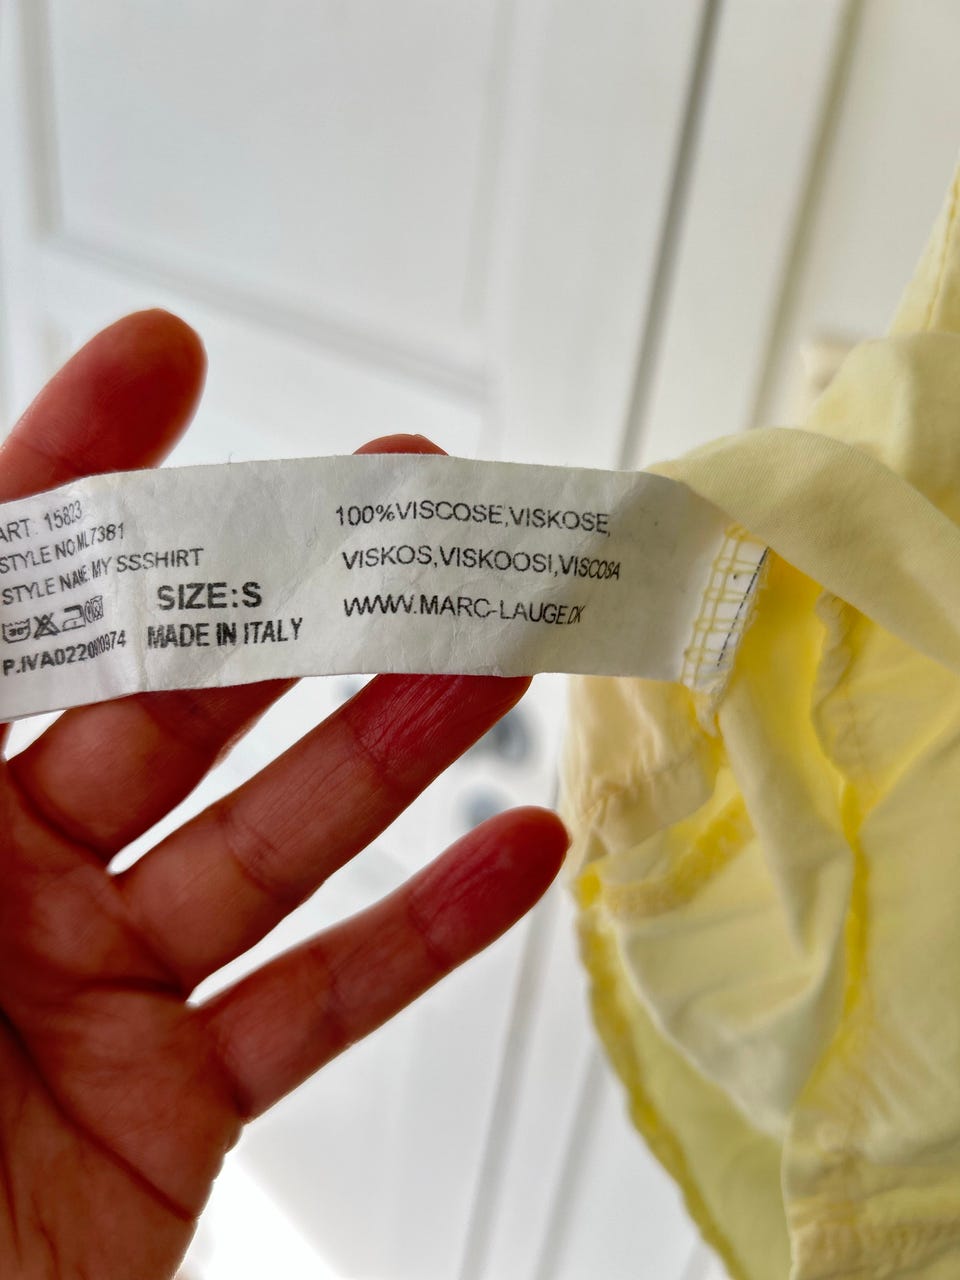 ART: 15823
STYLE NO.ML7381
STYLE NAME:MY SSSHIRT
SIZE:S
MADE IN ITALY
100%VISCOSE,VISKOSE,
VISKOS,VISKOOSI,VISCOSA
WWW.MARC-LAUGE.DK